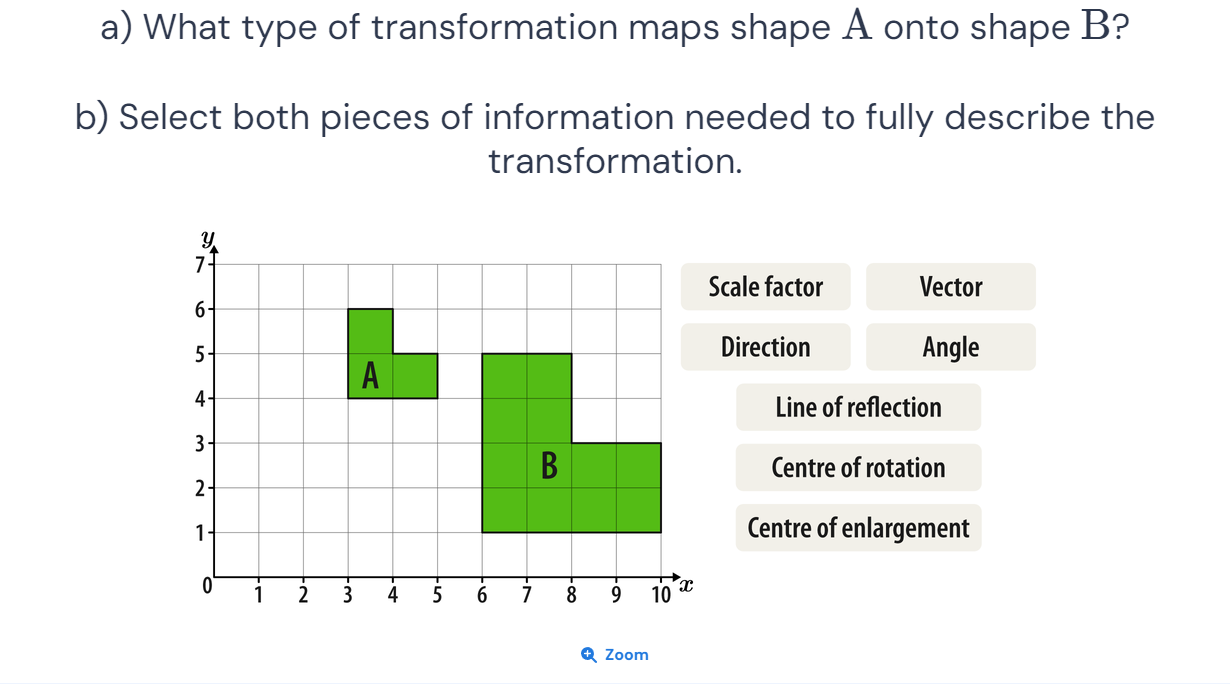 a) What type of transformation maps shape A onto shape B?
b) Select both pieces of information needed to fully describe the
transformation.
y
7
6
5
4
3
2
1
0
A
B
1 2 3 4 5 6 7 8 9 10 x
Scale factor Vector
Direction Angle
Line of reflection
Centre of rotation
Centre of enlargement
Zoom